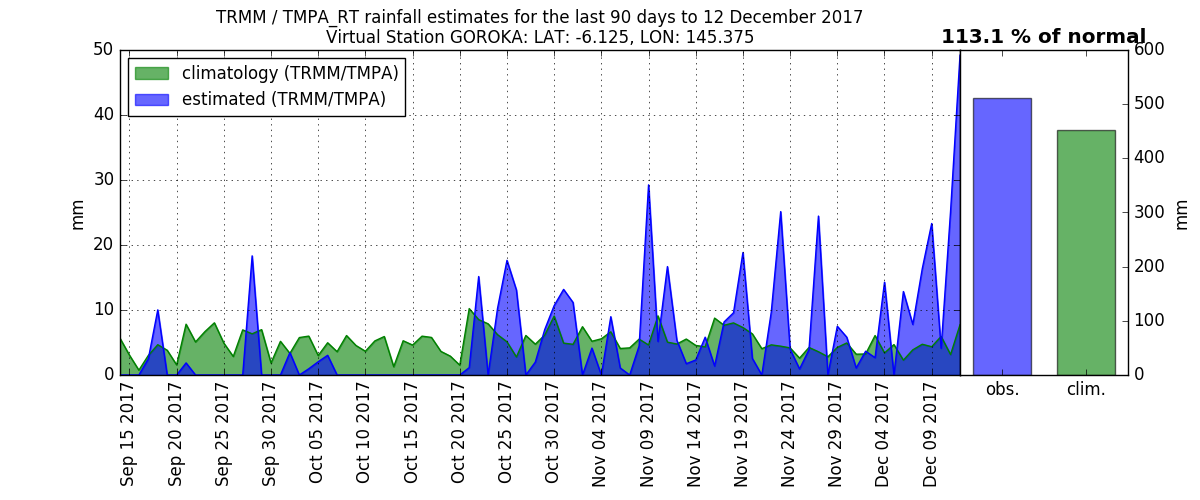 TRMM / TMPA_RT rainfall estimates for the last 90 days to 12 December 2017
Virtual Station GOROKA: LAT: -6.125, LON: 145.375
113.1 % of normal
climatology (TRMM/TMPA)
estimated (TRMM/TMPA)
50
40
30
20
10
0
mm
600
500
400
300
200
100
0
mm
obs.
clim.
Sep 15 2017
Sep 20 2017
Sep 25 2017
Sep 30 2017
Oct 05 2017
Oct 10 2017
Oct 15 2017
Oct 20 2017
Oct 25 2017
Oct 30 2017
Nov 04 2017
Nov 09 2017
Nov 14 2017
Nov 19 2017
Nov 24 2017
Nov 29 2017
Dec 04 2017
Dec 09 2017